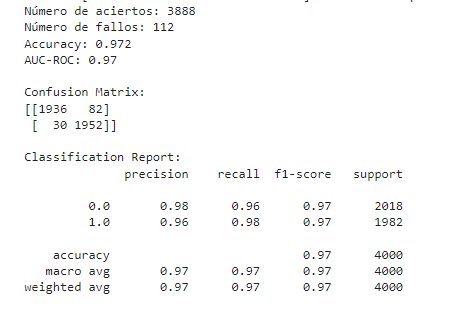 Número de aciertos: 3888
Número de fallos: 112
Accuracy: 0.972
AUC-ROC: 0.97
Confusion Matrix:
[[1936   82]
 [  30 1952]]
Classification Report:
              precision    recall  f1-score   support
         0.0       0.98      0.96      0.97      2018
         1.0       0.96      0.98      0.97      1982
    accuracy                           0.97      4000
   macro avg       0.97      0.97      0.97      4000
weighted avg       0.97      0.97      0.97      4000